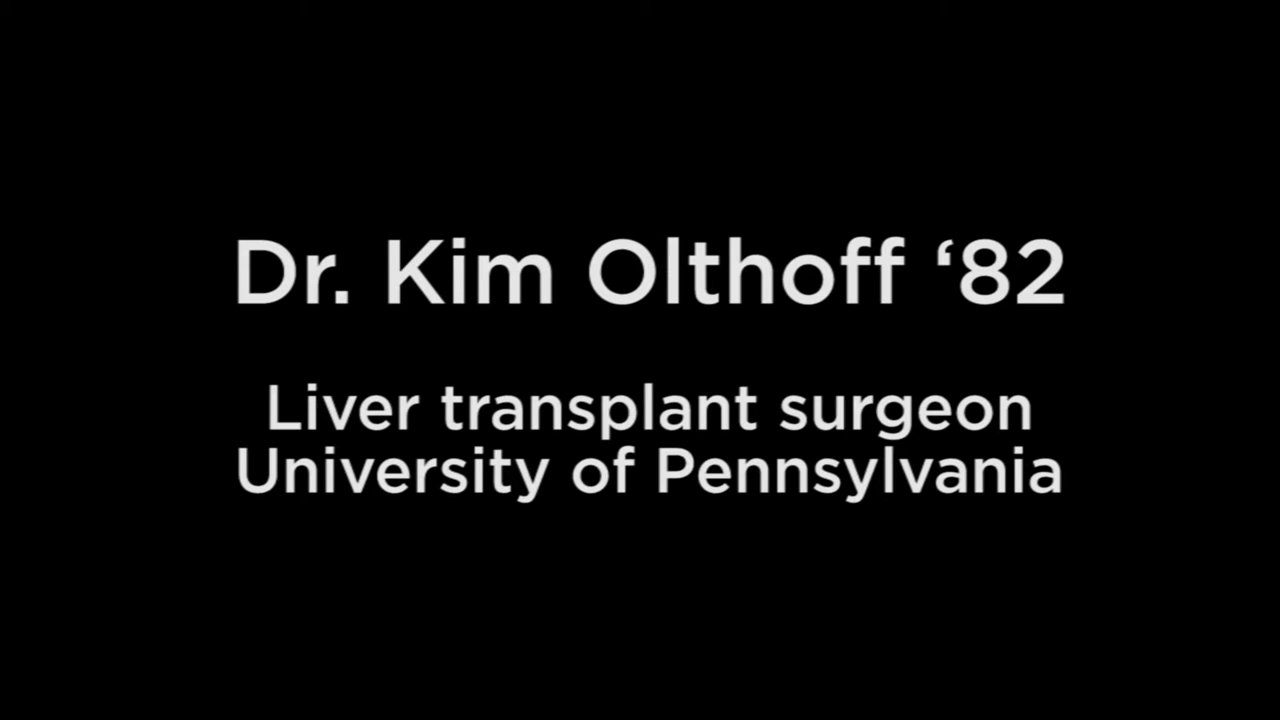 Dr. Kim Olthoff ‘82
Liver transplant surgeon
University of Pennsylvania